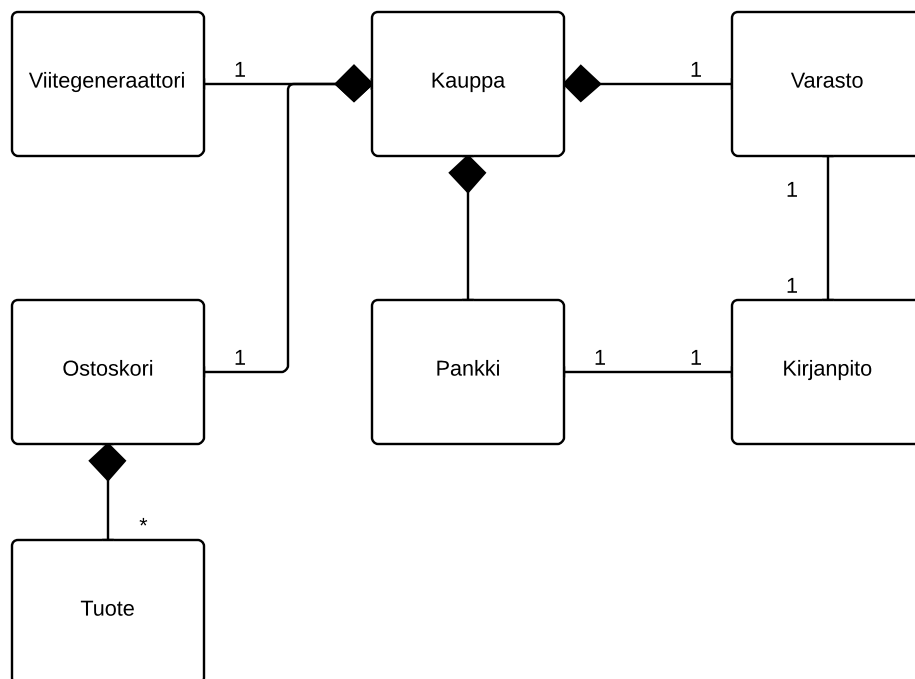 Viitegeneraattori
1
Kauppa
1
Varasto
1
1
Ostoskori
1
Pankki
1
1
Kirjanpito
*
Tuote